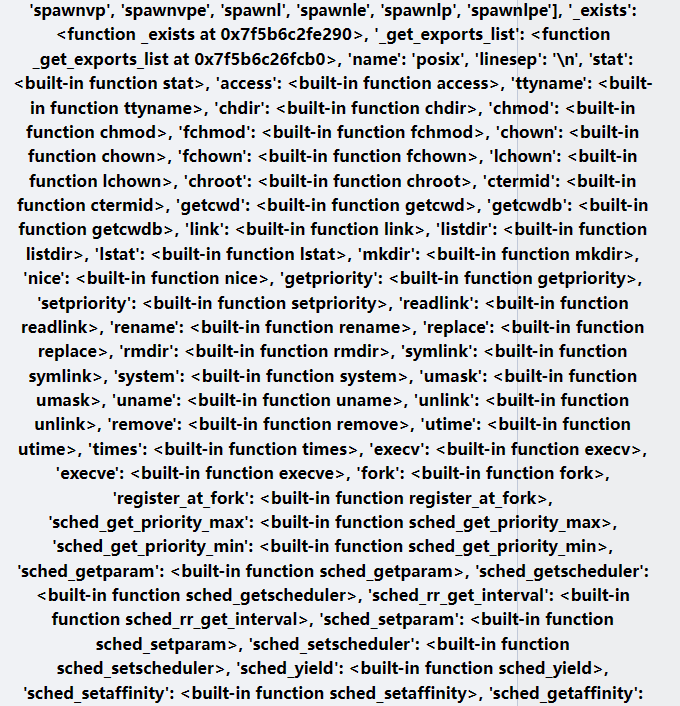 'spawnvp', 'spawnvpe', 'spawnl', 'spawnle', 'spawnlp', 'spawnlpe'], '_exists':
<function _exists at 0x7f5b6c2fe290>, '_get_exports_list': <function
_get_exports_list at 0x7f5b6c26fcb0>, 'name': 'posix', 'linesep': '\n', 'stat':
<built-in function stat>, 'access': <built-in function access>, 'ttyname': <built-
in function ttyname>, 'chdir': <built-in function chdir>, 'chmod': <built-in
function chmod>, 'fchmod': <built-in function fchmod>, 'chown': <built-in
function chown>, 'fchown': <built-in function fchown>, 'lchown': <built-in
function lchown>, 'chroot': <built-in function chroot>, 'ctermid': <built-in
function ctermid>, 'getcwd': <built-in function getcwd>, 'getcwdb': <built-in
function getcwdb>, 'link': <built-in function link>, 'listdir': <built-in function
listdir>, 'lstat': <built-in function lstat>, 'mkdir': <built-in function mkdir>,
'nice': <built-in function nice>, 'getpriority': <built-in function getpriority>,
'setpriority': <built-in function setpriority>, 'readlink': <built-in function
readlink>, 'rename': <built-in function rename>, 'replace': <built-in function
replace>, 'rmdir': <built-in function rmdir>, 'symlink': <built-in function
symlink>, 'system': <built-in function system>, 'umask': <built-in function
umask>, 'uname': <built-in function uname>, 'unlink': <built-in function
unlink>, 'remove': <built-in function remove>, 'utime': <built-in function
utime>, 'times': <built-in function times>, 'execv': <built-in function execv>,
'execve': <built-in function execve>, 'fork': <built-in function fork>,
'register_at_fork': <built-in function register_at_fork>,
'sched_get_priority_max': <built-in function sched_get_priority_max>,
'sched_get_priority_min': <built-in function sched_get_priority_min>,
'sched_getparam': <built-in function sched_getparam>, 'sched_getscheduler':
<built-in function sched_getscheduler>, 'sched_rr_get_interval': <built-in
function sched_rr_get_interval>, 'sched_setparam': <built-in function
sched_setparam>, 'sched_setscheduler': <built-in function
sched_setscheduler>, 'sched_yield': <built-in function sched_yield>,
'sched_setaffinity': <built-in function sched_setaffinity>, 'sched_getaffinity':